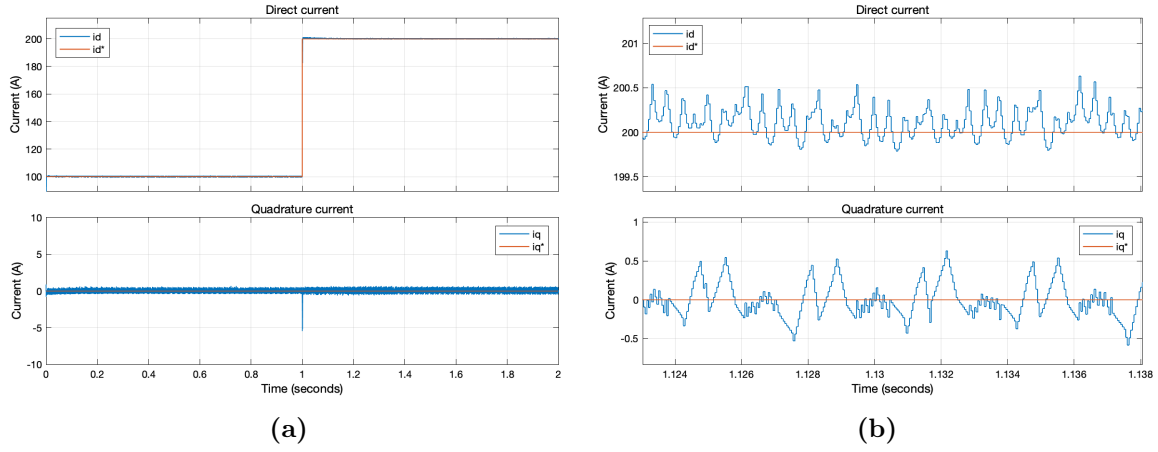 Direct current
id
id*
Current (A)
200
180
160
140
120
100
Quadrature current
iq
iq*
Current (A)
10
5
0
-5
-10
0
0.2
0.4
0.6
0.8
1
1.2
1.4
1.6
1.8
2
Time (seconds)
(a)
Direct current
id
id*
Current (A)
201
200.5
200
199.5
Quadrature current
iq
iq*
Current (A)
1
0.5
0
-0.5
1.124
1.126
1.128
1.13
1.132
1.134
1.136
1.138
Time (seconds)
(b)